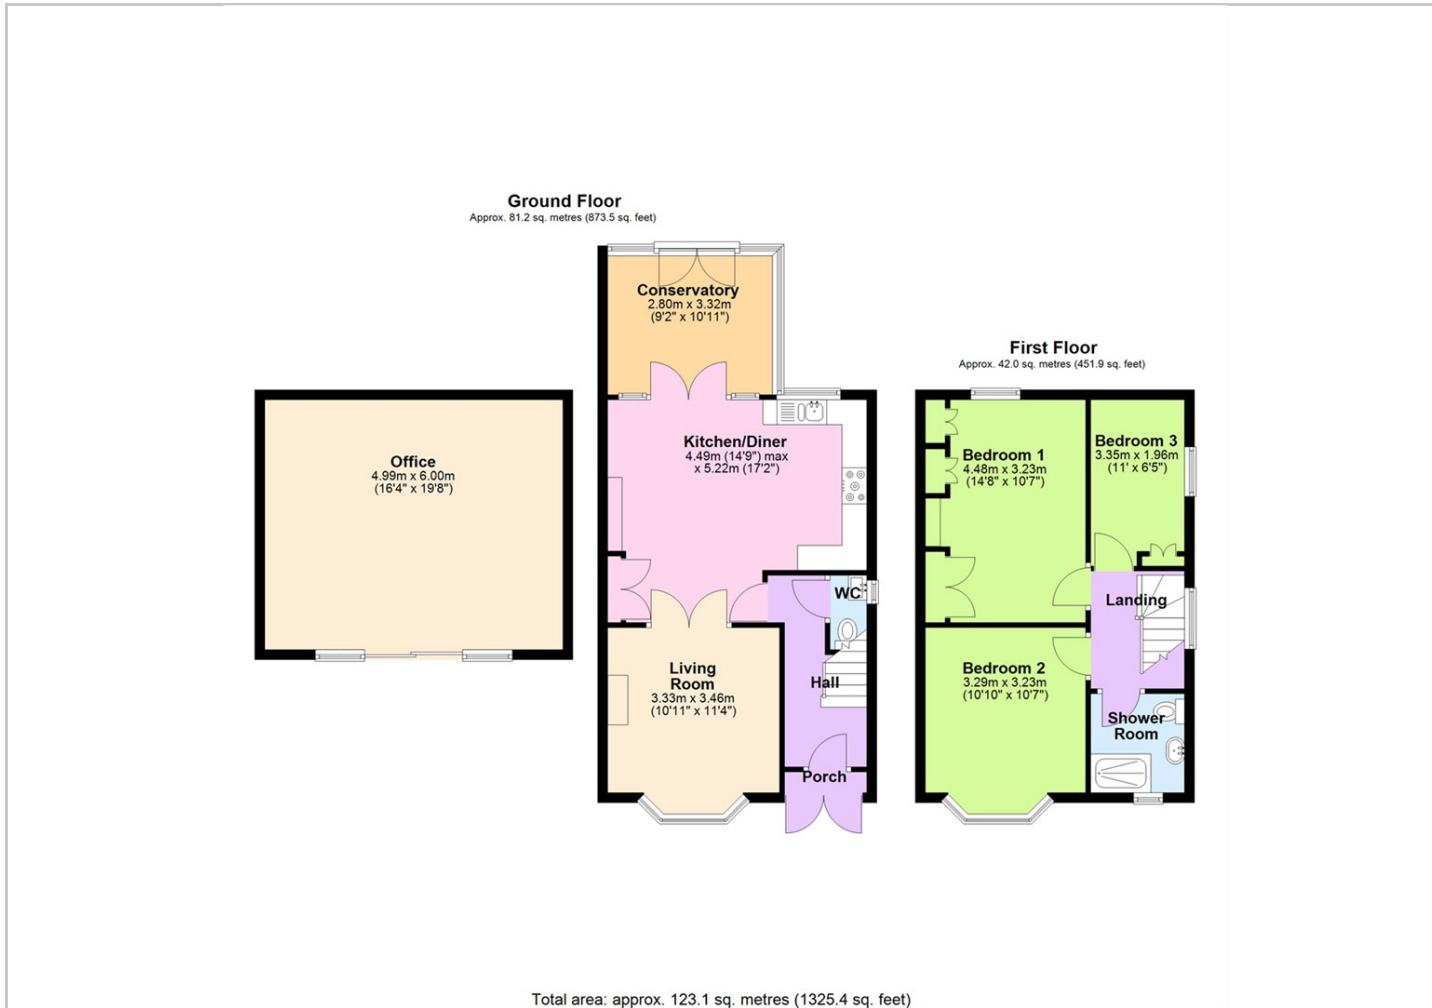 Ground Floor
Approx. 81.2 sq. metres (873.5 sq. feet)
Conservatory
2.80m x 3.32m
(9'2" x 10'11")
Kitchen/Diner
4.49m (14'9") max
x 5.22m (17'2")
Office
4.99m x 6.00m
(16'4" x 19'8")
WC
Living
Room
3.33m x 3.46m
(10'11" x 11'4")
Hall
Porch
First Floor
Approx. 42.0 sq. metres (451.9 sq. feet)
Bedroom 1
4.48m x 3.23m
(14'8" x 10'7")
Bedroom 3
3.35m x 1.96m
(11' x 6'5")
Landing
Bedroom 2
3.29m x 3.23m
(10'10" x 10'7")
Shower
Room
Total area: approx. 123.1 sq. metres (1325.4 sq. feet)